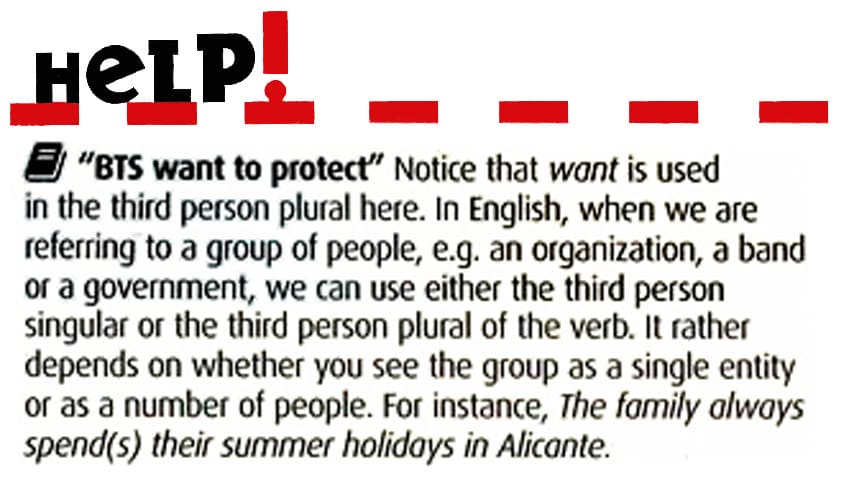 HeLP!
"BTS want to protect" Notice that want is used
in the third person plural here. In English, when we are
referring to a group of people, e.g. an organization, a band
or a government, we can use either the third person
singular or the third person plural of the verb. It rather
depends on whether you see the group as a single entity
or as a number of people. For instance, The family always
spend(s) their summer holidays in Alicante.